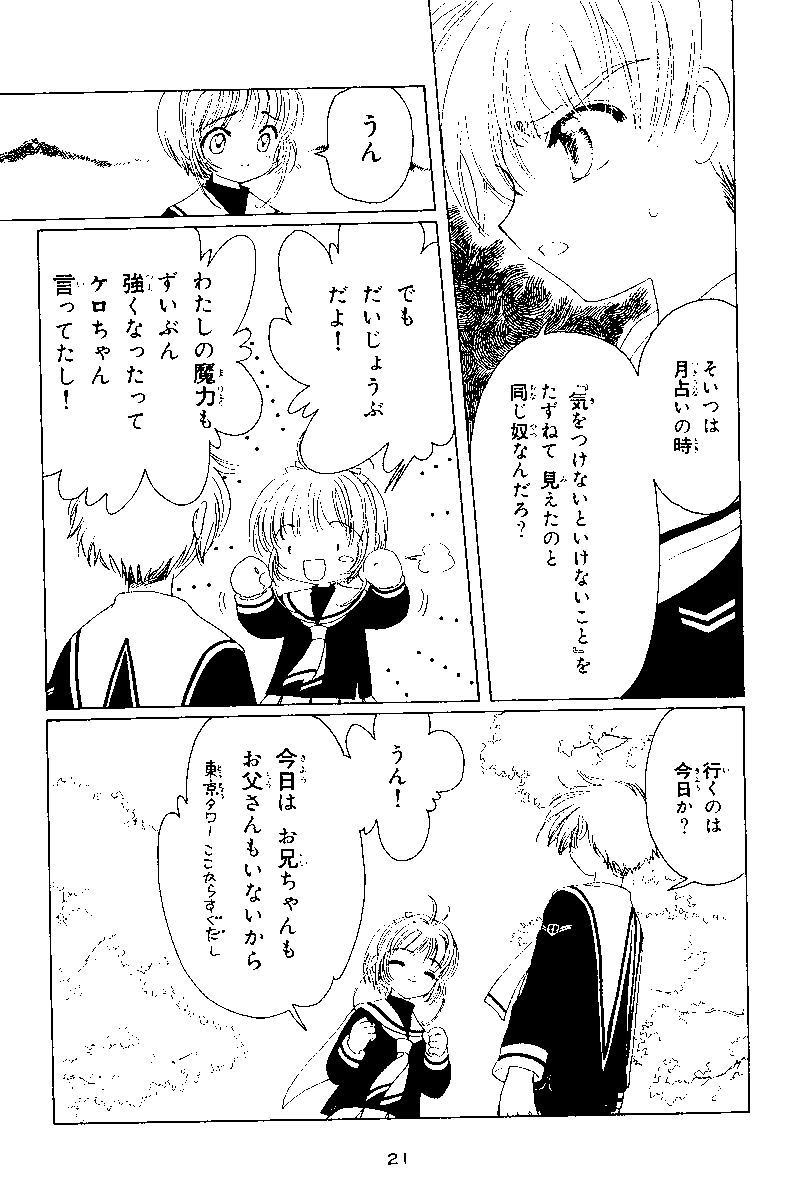 そいつは
月占いの時
『気をつけないといけないこと』を
たずねて 見えたのと
同じ奴なんだろ？
うん
でも
だいじょうぶ
だよ！
わたしの魔力も
ずいぶん
強くなったって
ケロちゃん
言ってたし！
行くのは
今日か？
うん！
今日は お兄ちゃんも
お父さんもいないから
東京タワー ここからすぐだし
21